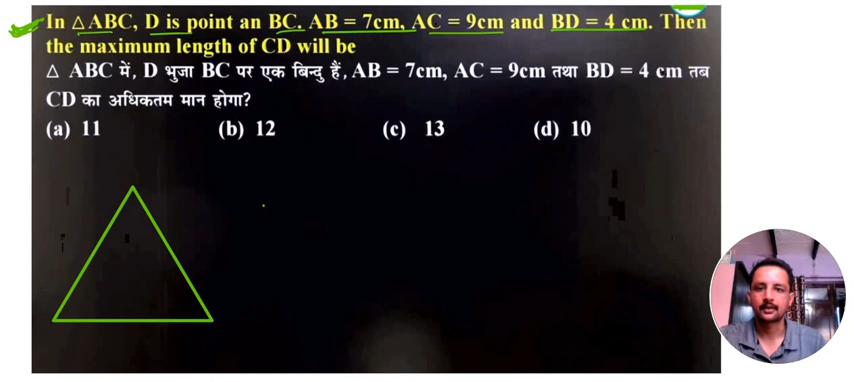 In △ABC, D is point an BC. AB = 7cm, AC = 9cm and BD = 4 cm. Then
the maximum length of CD will be
△ ABC में, D भुजा BC पर एक बिन्दु हैं, AB = 7cm, AC = 9cm तथा BD = 4 cm तब
CD का अधिकतम मान होगा?
(a) 11 (b) 12 (c) 13 (d) 10